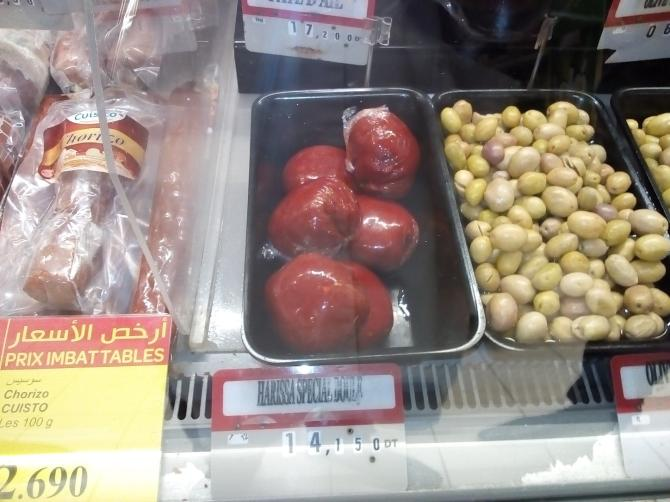 17,200
CUISTO
Chorizo
أرخص الأسعار
PRIX IMBATTABLES
سوسيس
Chorizo
CUISTO
Les 100 g
2.690
HARISSA SPECIAL DOULA
14,150 DT